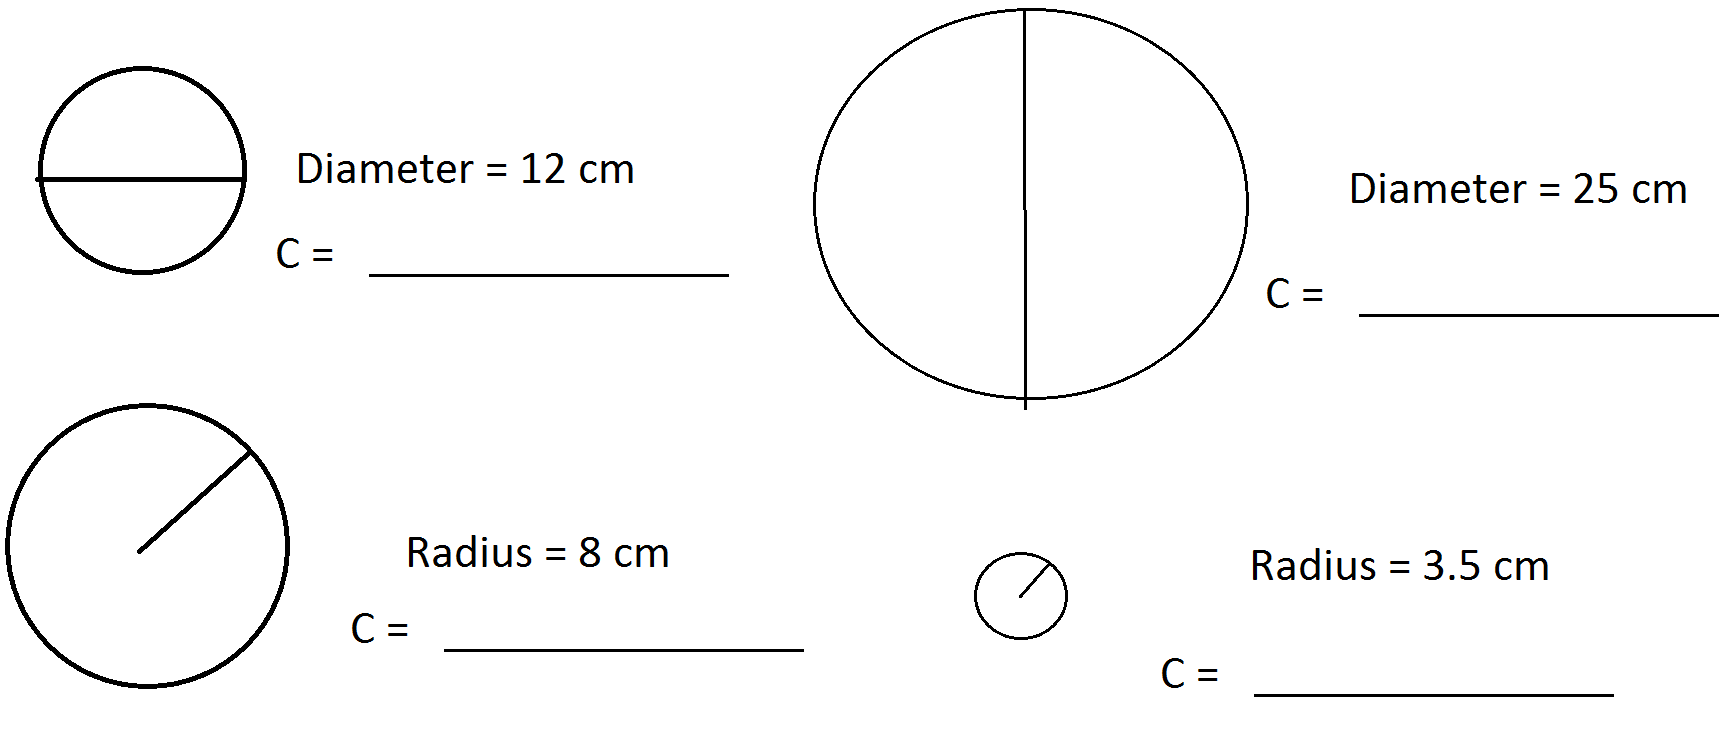 Diameter = 12 cm
C =
Diameter = 25 cm
C =
Radius = 8 cm
C =
Radius = 3.5 cm
C =